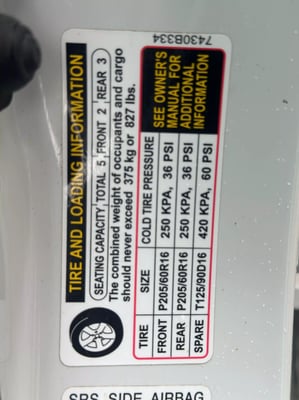 TIRE AND LOADING INFORMATION
SEATING CAPACITY TOTAL 5 FRONT 2 REAR 3
The combined weight of occupants and cargo
should never exceed 375 kg or 827 lbs.
TIRE SIZE COLD TIRE PRESSURE
FRONT P205/60R16 250 KPA, 36 PSI
REAR P205/60R16 250 KPA, 36 PSI
SPARE T125/90D16 420 KPA, 60 PSI
SEE OWNER'S
MANUAL FOR
ADDITIONAL
INFORMATION
7430B334
SRS SIDE AIRBAG